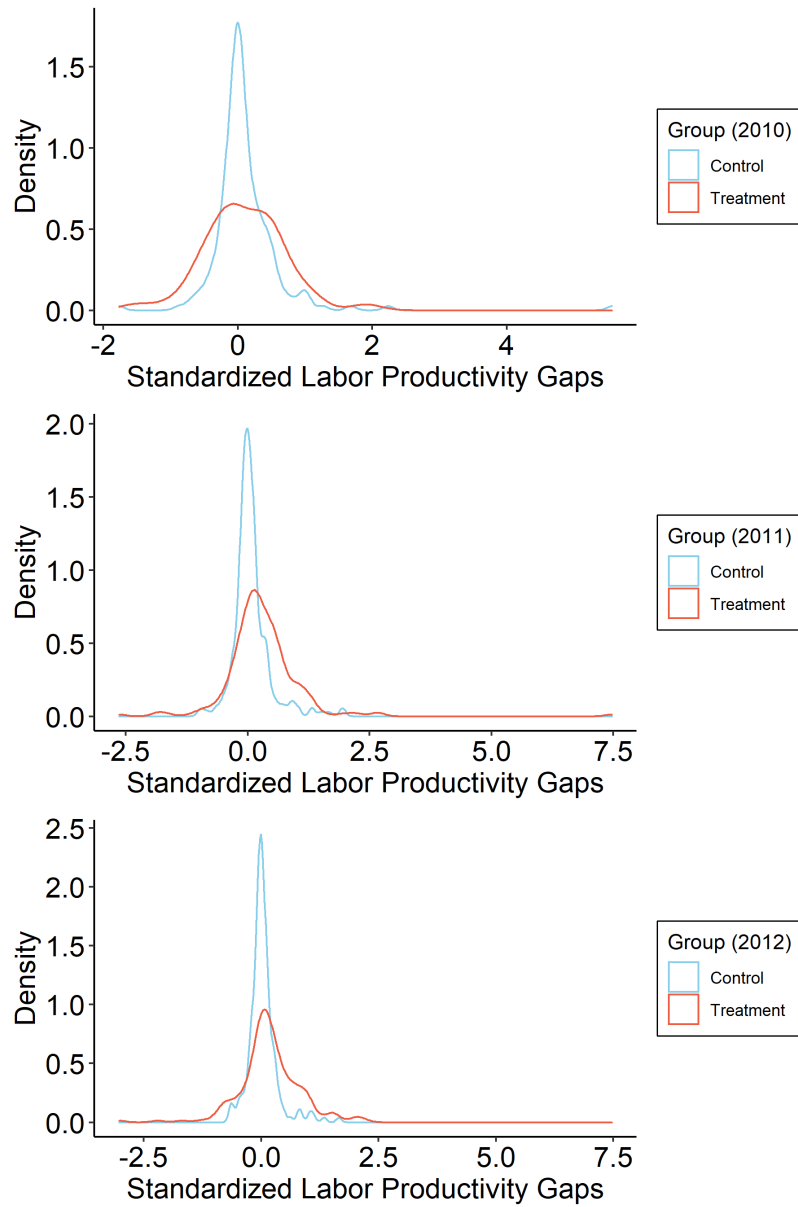 1.5
1.0
0.5
0.0
Density
-2 0 2 4
Standardized Labor Productivity Gaps
Group (2010)
Control
Treatment
2.0
1.5
1.0
0.5
0.0
Density
-2.5 0.0 2.5 5.0 7.5
Standardized Labor Productivity Gaps
Group (2011)
Control
Treatment
2.5
2.0
1.5
1.0
0.5
0.0
Density
-2.5 0.0 2.5 5.0 7.5
Standardized Labor Productivity Gaps
Group (2012)
Control
Treatment